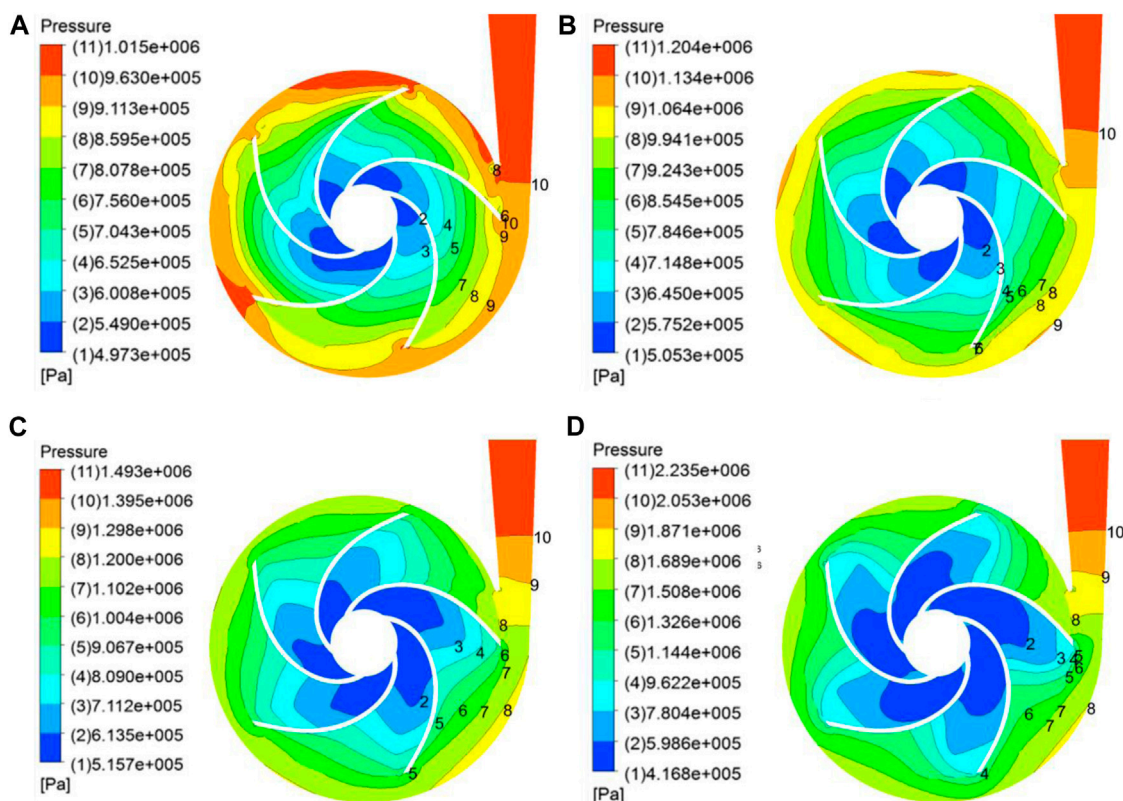 A
Pressure
(11)1.015e+006
(10)9.630e+005
(9)9.113e+005
(8)8.595e+005
(7)8.078e+005
(6)7.560e+005
(5)7.043e+005
(4)6.525e+005
(3)6.008e+005
(2)5.490e+005
(1)4.973e+005
[Pa]
8
10
6
10
9
2
4
3
5
7
8
9
B
Pressure
(11)1.204e+006
(10)1.134e+006
(9)1.064e+006
(8)9.941e+005
(7)9.243e+005
(6)8.545e+005
(5)7.846e+005
(4)7.148e+005
(3)6.450e+005
(2)5.752e+005
(1)5.053e+005
[Pa]
10
2
3
4
5
6
7
8
8
9
6
C
Pressure
(11)1.493e+006
(10)1.395e+006
(9)1.298e+006
(8)1.200e+006
(7)1.102e+006
(6)1.004e+006
(5)9.067e+005
(4)8.090e+005
(3)7.112e+005
(2)6.135e+005
(1)5.157e+005
[Pa]
10
9
8
3
4
6
7
2
5
6
7
8
5
D
Pressure
(11)2.235e+006
(10)2.053e+006
(9)1.871e+006
(8)1.689e+006
(7)1.508e+006
(6)1.326e+006
(5)1.144e+006
(4)9.622e+005
(3)7.804e+005
(2)5.986e+005
(1)4.168e+005
[Pa]
10
9
8
2
3
4
5
6
5
6
7
7
8
4